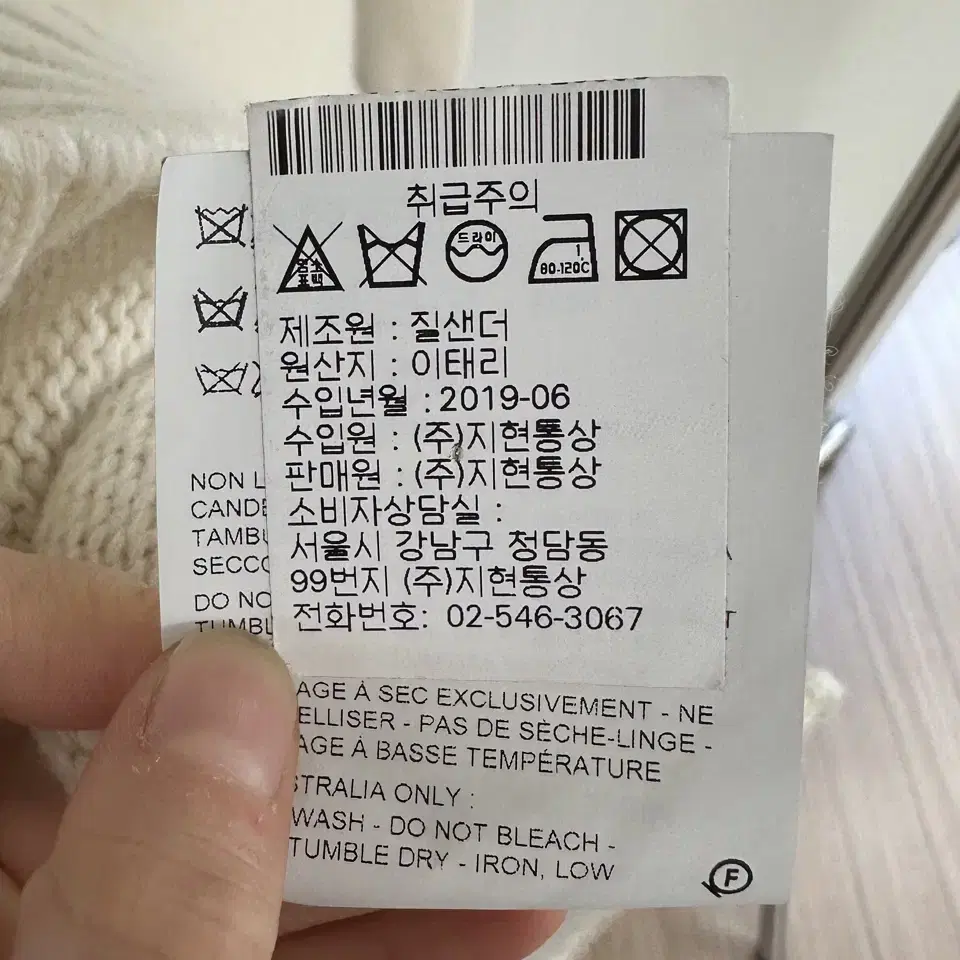 취급주의
염소
표백
드라이
1,
80-120℃
제조원 : 질샌더
원산지 : 이태리
수입년월 : 2019-06
수입원 : (주)지현통상
판매원 : (주)지현통상
소비자상담실 :
서울시 강남구 청담동
99번지 (주)지현통상
전화번호: 02-546-3067
NON L
CANDE
TAMBU
SECCO
DO NO
TUMBL
AGE À SEC EXCLUSIVEMENT - NE
ELLISER - PAS DE SÈCHE-LINGE -
AGE À BASSE TEMPÉRATURE
STRALIA ONLY :
WASH - DO NOT BLEACH -
TUMBLE DRY - IRON, LOW
F